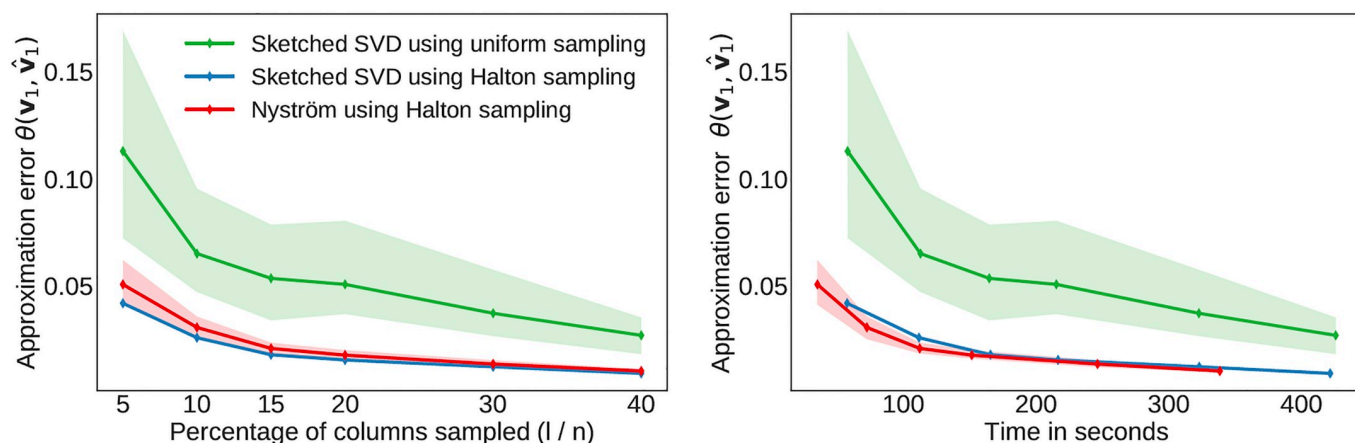 Approximation error θ(v₁, v̂₁)
0.15
0.10
0.05
Sketched SVD using uniform sampling
Sketched SVD using Halton sampling
Nyström using Halton sampling
5 10 15 20 30 40
Percentage of columns sampled (l / n)
Approximation error θ(v₁, v̂₁)
0.15
0.10
0.05
100 200 300 400
Time in seconds